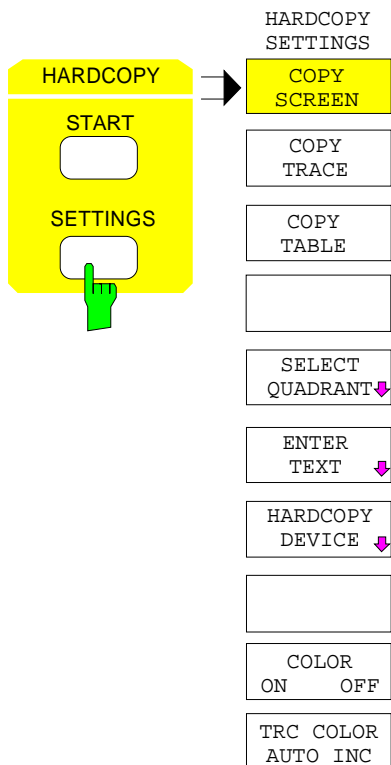 HARDCOPY
START
SETTINGS
HARDCOPY
SETTINGS
COPY
SCREEN
COPY
TRACE
COPY
TABLE
SELECT
QUADRANT
ENTER
TEXT
HARDCOPY
DEVICE
COLOR
ON OFF
TRC COLOR
AUTO INC